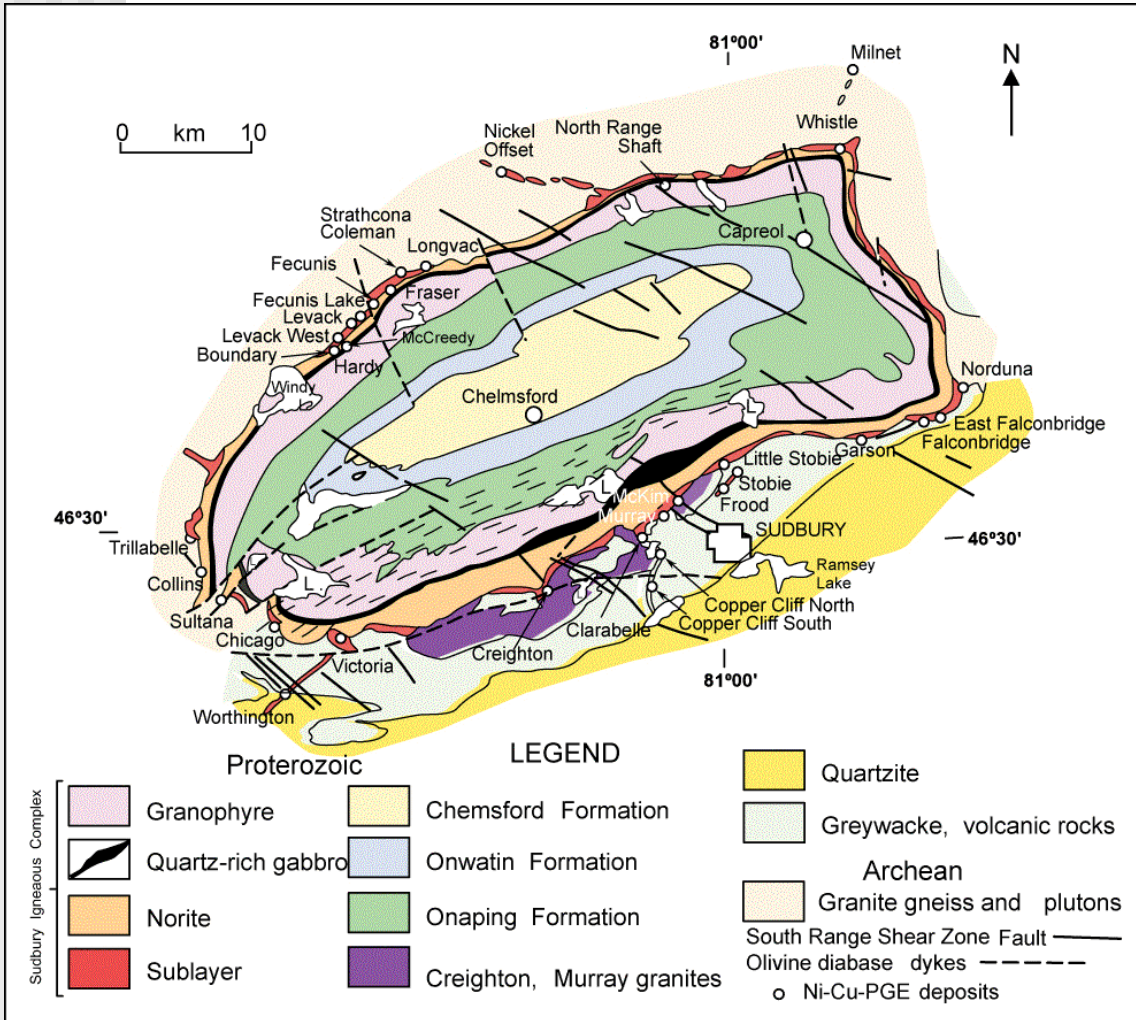 81º00'
Milnet
N
0 km 10
Nickel
Offset
North Range
Shaft
Whistle
Strathcona
Coleman
Longvac
Capreol
Fecunis
Fraser
Fecunis Lake
Levack
Levack West
McCreedy
Boundary
Hardy
Windy
Norduna
Chelmsford
L
East Falconbridge
Falconbridge
Garson
Little Stobie
L
Stobie
McKim
Frood
Murray
46º30'
SUDBURY
46º30'
Trillabelle
Ramsey
Lake
Collins
L
Sultana
Copper Cliff North
Chicago
Clarabelle
Copper Cliff South
Victoria
Creighton
81º00'
Worthington
LEGEND
Proterozoic
Sudbury Igneous Complex
Granophyre
Quartz-rich gabbro
Norite
Sublayer
Chemsford Formation
Onwatin Formation
Onaping Formation
Creighton, Murray granites
Quartzite
Greywacke, volcanic rocks
Archean
Granite gneiss and plutons
South Range Shear Zone Fault
Olivine diabase dykes
Ni-Cu-PGE deposits